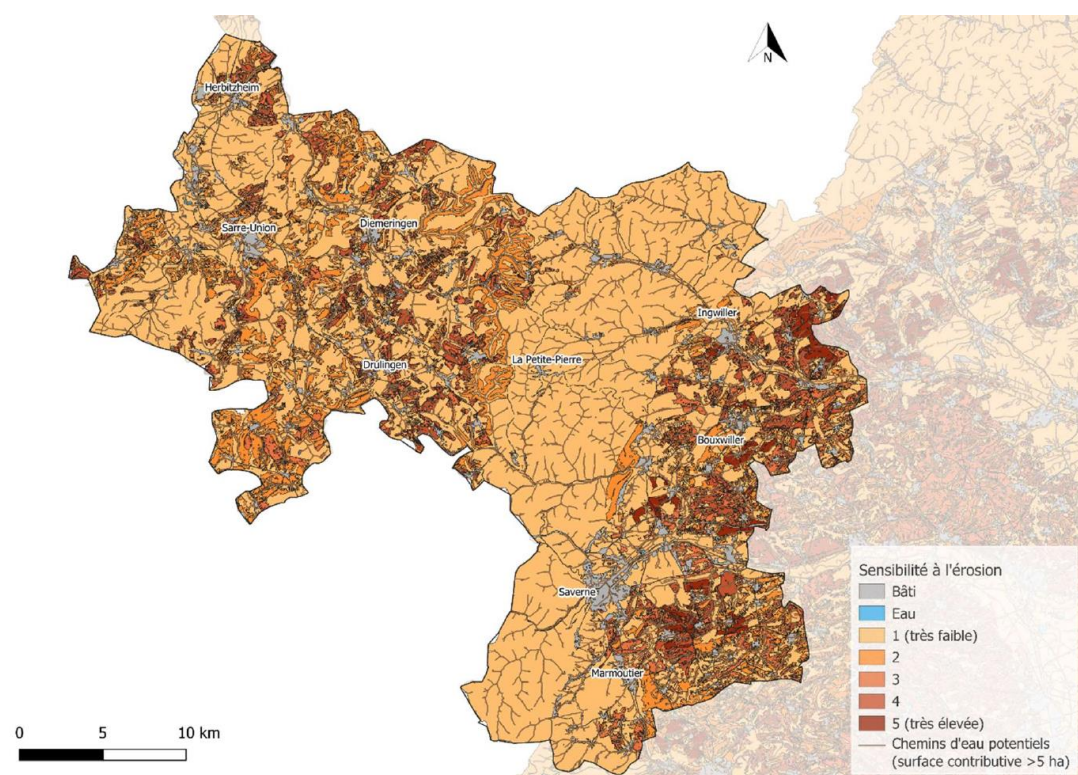 N
Herbitzheim
Sarre-Union
Diemeringen
Ingwiller
La Petite-Pierre
Drulingen
Bouxwiller
Saverne
Marmoutier
Sensibilité à l'érosion
Bâti
Eau
1 (très faible)
2
3
4
5 (très élevée)
Chemins d'eau potentiels
(surface contributive >5 ha)
0 5 10 km